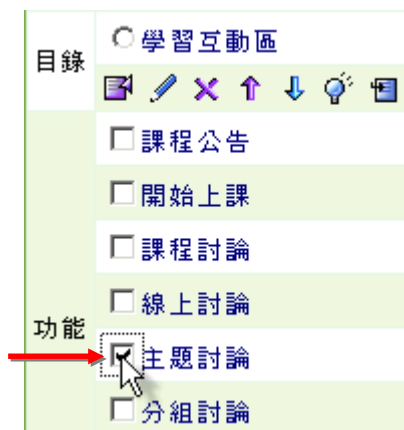 目錄
學習互動區
功能
課程公告
開始上課
課程討論
線上討論
主題討論
分組討論